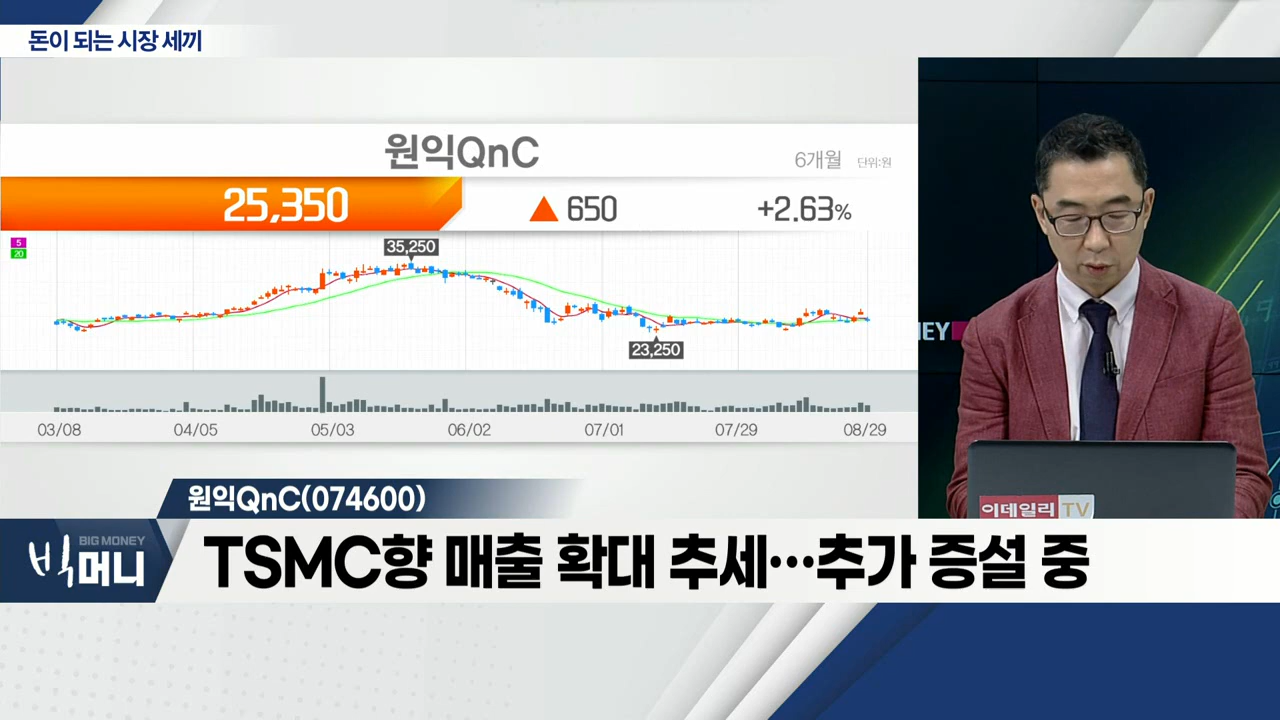 돈이 되는 시장 세끼
원익QnC
6개월 단위:원
25,350 ▲ 650 +2.63%
5
20
35,250
23,250
03/08 04/05 05/03 06/02 07/01 07/29 08/29
NEY
이데일리 TV
원익QnC(074600)
BIG MONEY
빅머니
TSMC향 매출 확대 추세…추가 증설 중